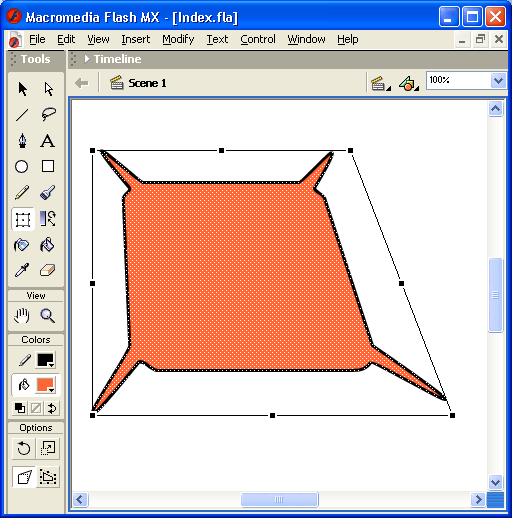 Macromedia Flash MX - [Index.fla]
File Edit View Insert Modify Text Control Window Help
Tools
Timeline
Scene 1
100%
A
View
Colors
Options